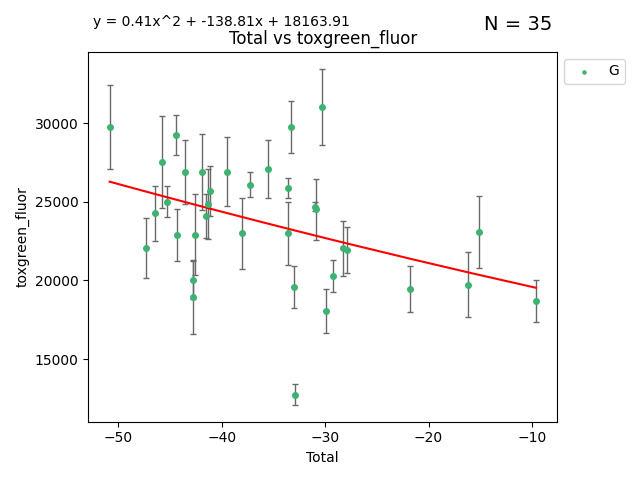 y = 0.41x^2 + -138.81x + 18163.91
N = 35
Total vs toxgreen_fluor
G
30000
25000
20000
15000
toxgreen_fluor
−50
−40
−30
−20
−10
Total